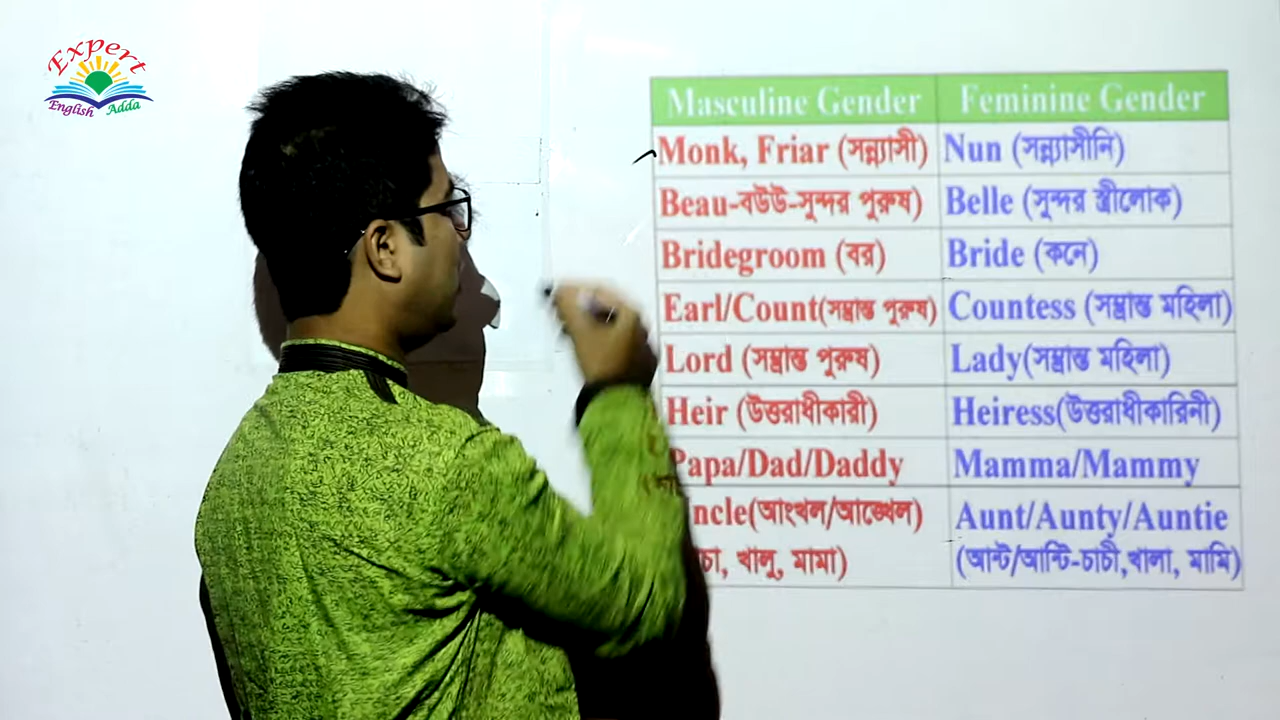 Expert
English Adda
Masculine Gender Feminine Gender
Monk, Friar (সন্ন্যাসী) Nun (সন্ন্যাসীনি)
Beau-বউউ-সুন্দর পুরুষ) Belle (সুন্দর স্ত্রীলোক)
Bridegroom (বর) Bride (কনে)
Earl/Count(সম্ভ্রান্ত পুরুষ) Countess (সম্ভ্রান্ত মহিলা)
Lord (সম্ভ্রান্ত পুরুষ) Lady(সম্ভ্রান্ত মহিলা)
Heir (উত্তরাধীকারী) Heiress(উত্তরাধীকারিনী)
Papa/Dad/Daddy Mamma/Mammy
ncle(আংখল/আঙ্খেল) Aunt/Aunty/Auntie
চা, খালু, মামা) (আন্ট/আন্টি-চাচী,খালা, মামি)